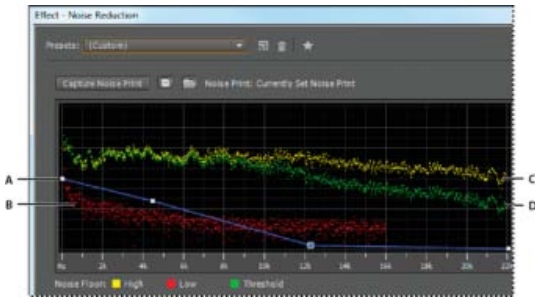 Effect - Noise Reduction
Presets: (Custom)
Capture Noise Print Noise Print: Currently Set Noise Print
A
B
C
D
Hz 2k 4k 6k 8k 10k 12k 14k 16k 18k 20k 22k
Noise Floor: High Low Threshold